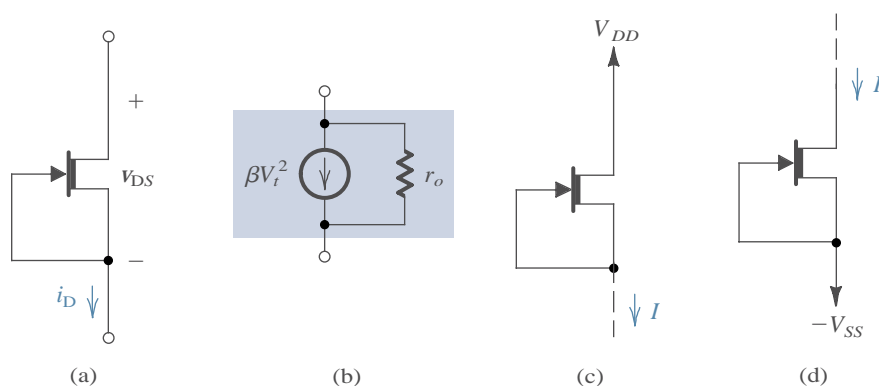 +
v_DS
−
i_D
(a)
βV_t^2
r_o
(b)
V_DD
I
(c)
I
−V_SS
(d)